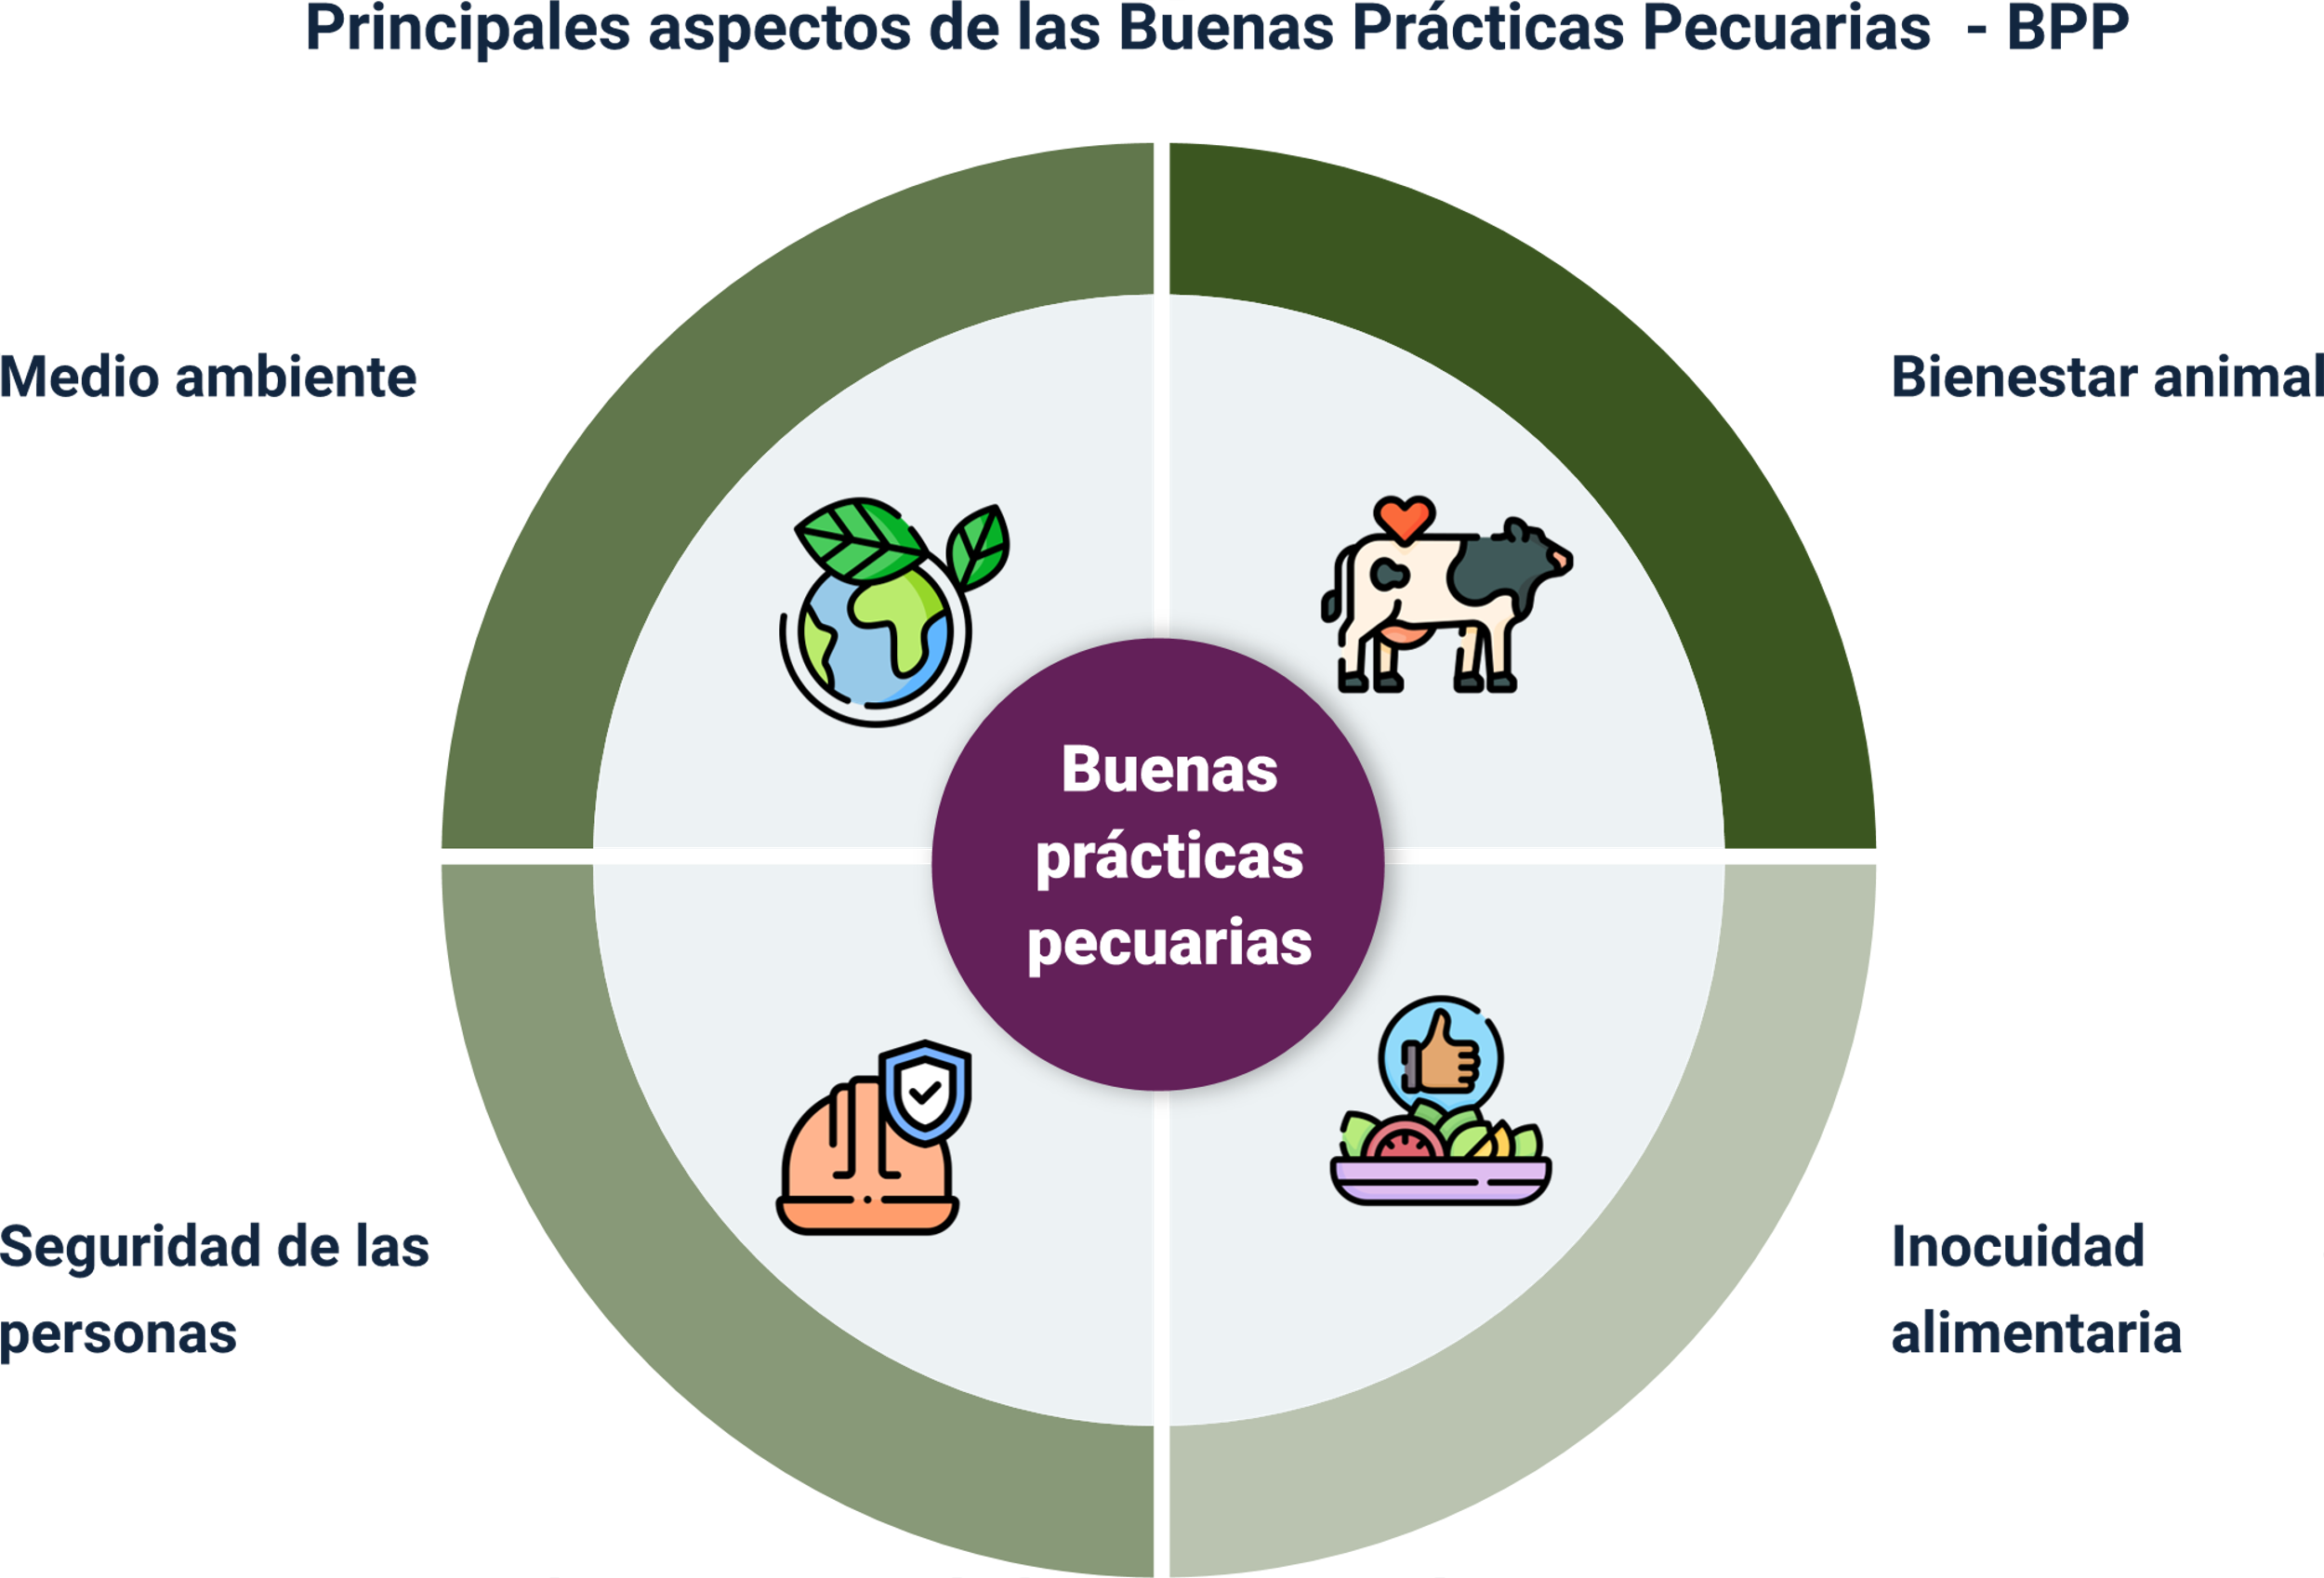 Principales aspectos de las Buenas Prácticas Pecuarias - BPP
Medio ambiente
Bienestar animal
Buenas
prácticas
pecuarias
Seguridad de las
personas
Inocuidad
alimentaria